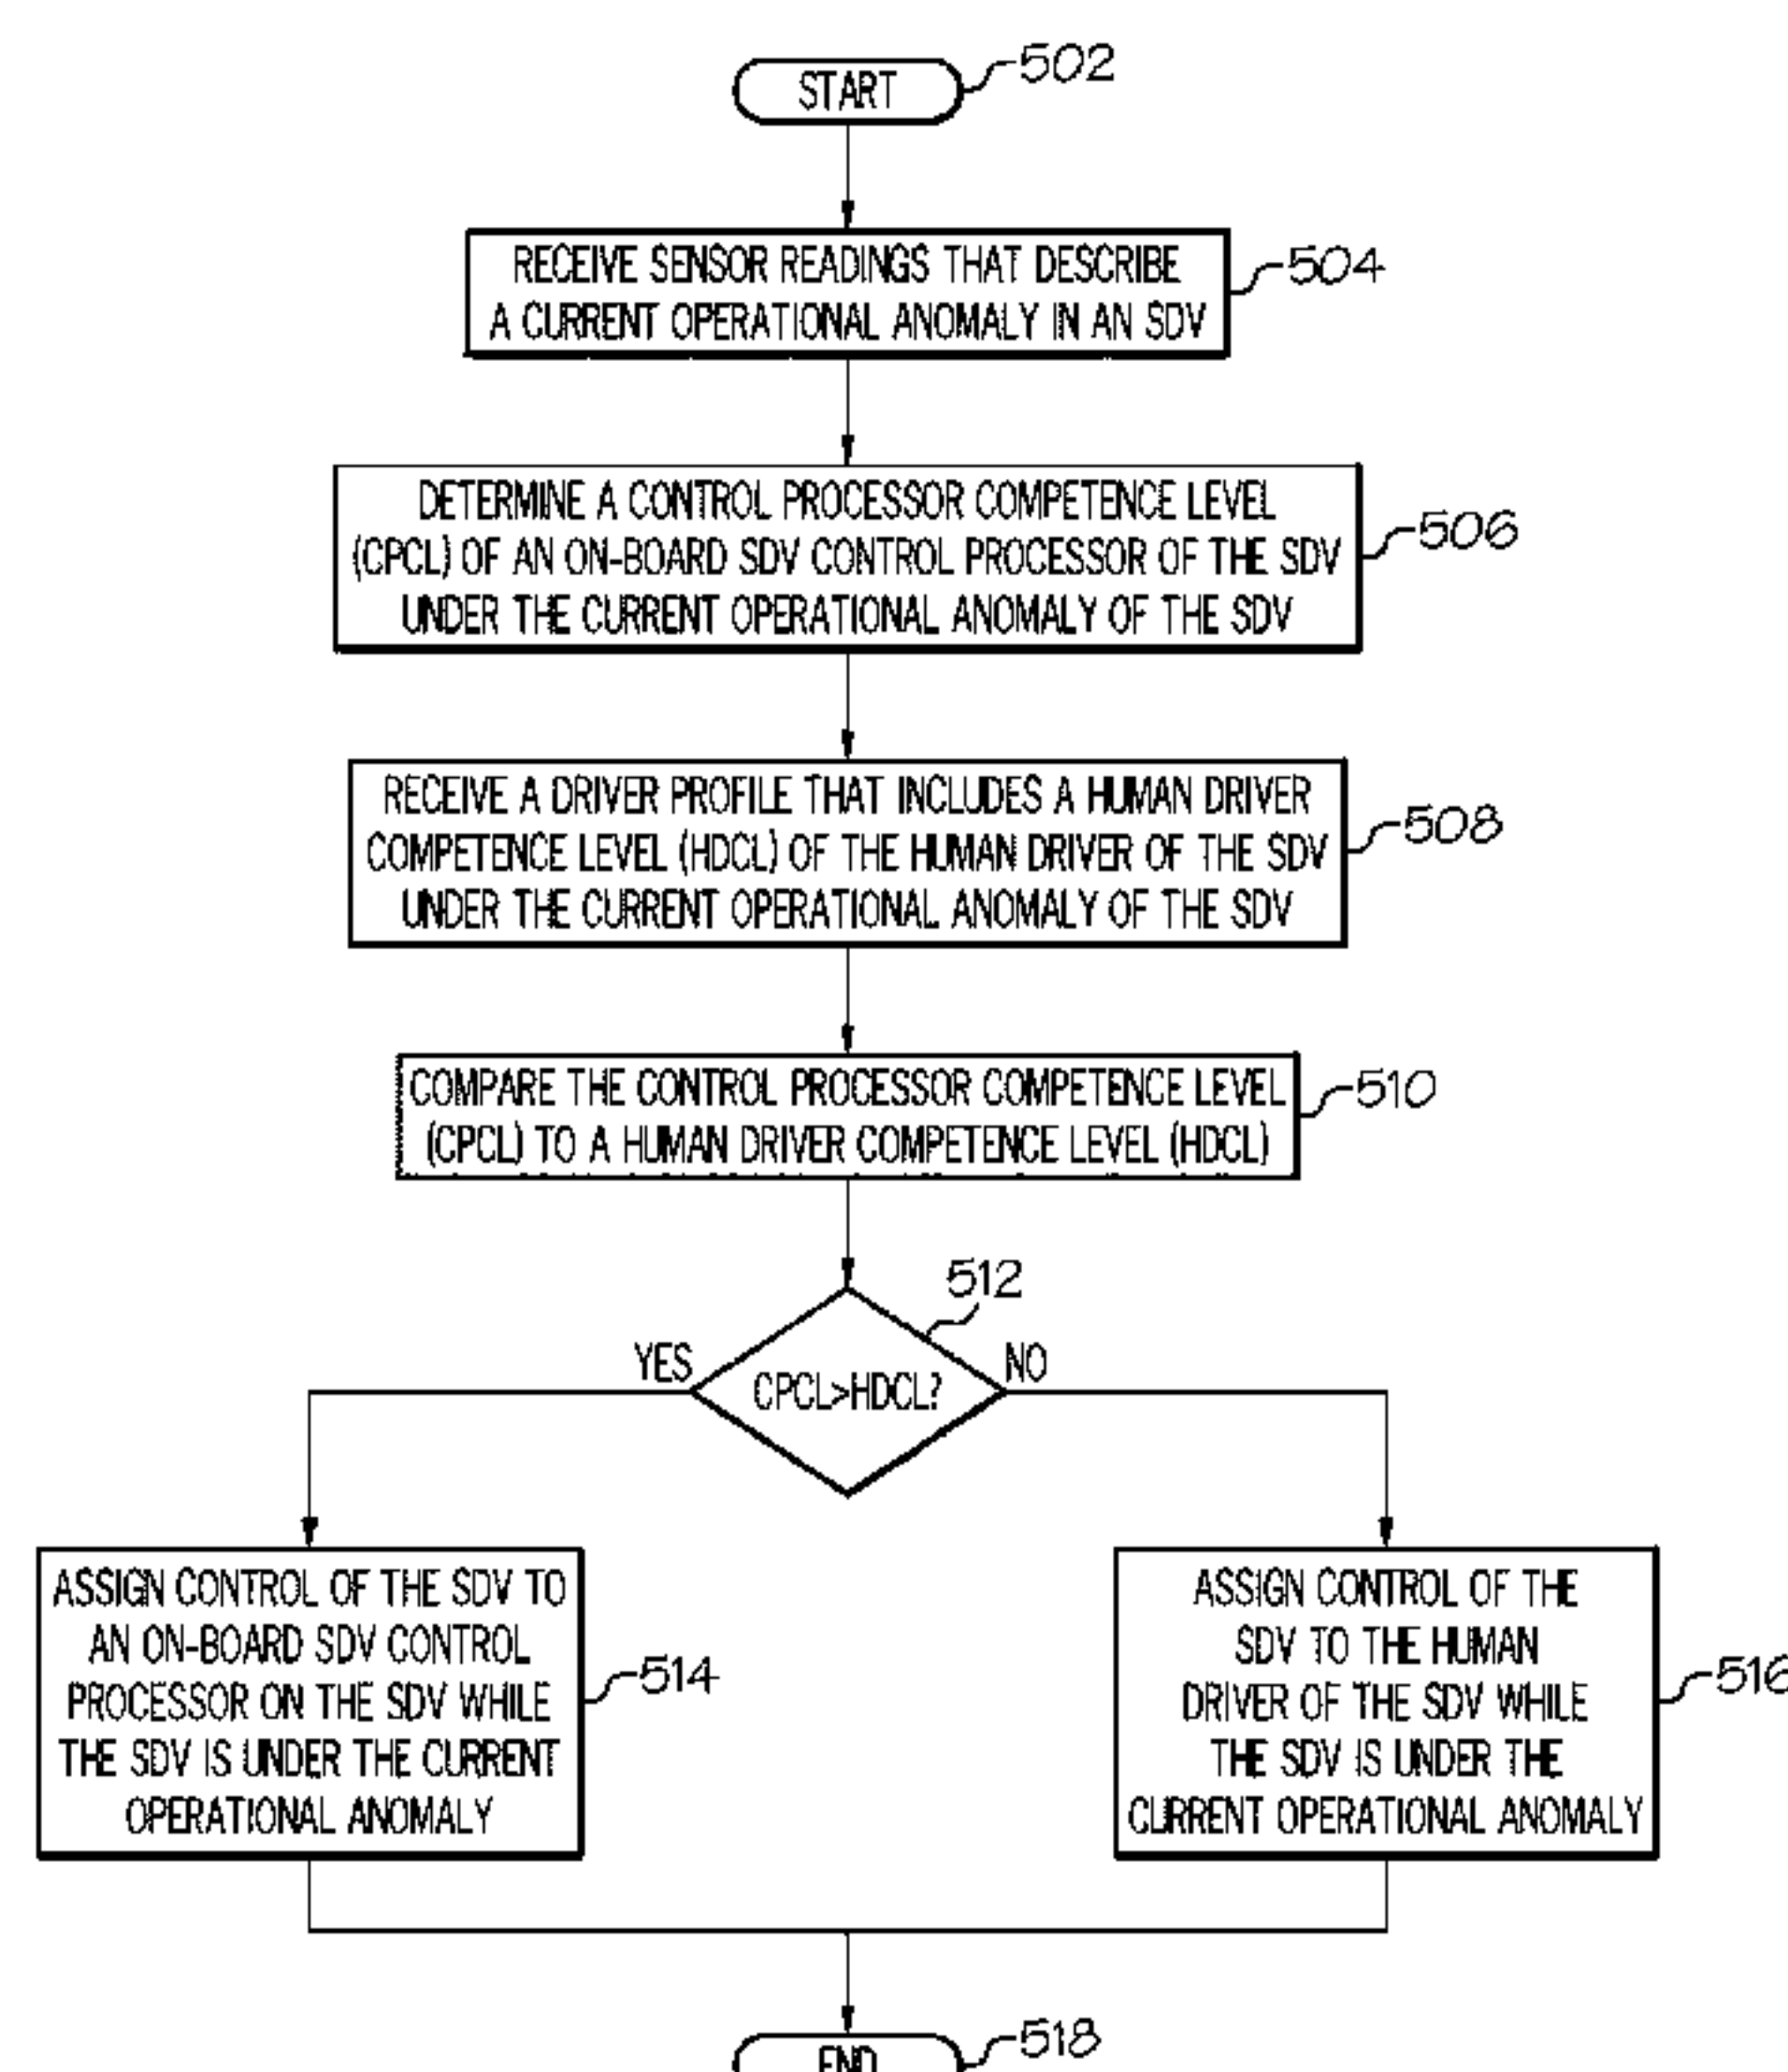 START
502
RECEIVE SENSOR READINGS THAT DESCRIBE
A CURRENT OPERATIONAL ANOMALY IN AN SDV
504
DETERMINE A CONTROL PROCESSOR COMPETENCE LEVEL
(CPCL) OF AN ON-BOARD SDV CONTROL PROCESSOR OF THE SDV
UNDER THE CURRENT OPERATIONAL ANOMALY OF THE SDV
506
RECEIVE A DRIVER PROFILE THAT INCLUDES A HUMAN DRIVER
COMPETENCE LEVEL (HDCL) OF THE HUMAN DRIVER OF THE SDV
UNDER THE CURRENT OPERATIONAL ANOMALY OF THE SDV
508
COMPARE THE CONTROL PROCESSOR COMPETENCE LEVEL
(CPCL) TO A HUMAN DRIVER COMPETENCE LEVEL (HDCL)
510
512
YES
CPCL>HDCL?
NO
ASSIGN CONTROL OF THE SDV TO
AN ON-BOARD SDV CONTROL
PROCESSOR ON THE SDV WHILE
THE SDV IS UNDER THE CURRENT
OPERATIONAL ANOMALY
514
ASSIGN CONTROL OF THE
SDV TO THE HUMAN
DRIVER OF THE SDV WHILE
THE SDV IS UNDER THE
CURRENT OPERATIONAL ANOMALY
516
END
518